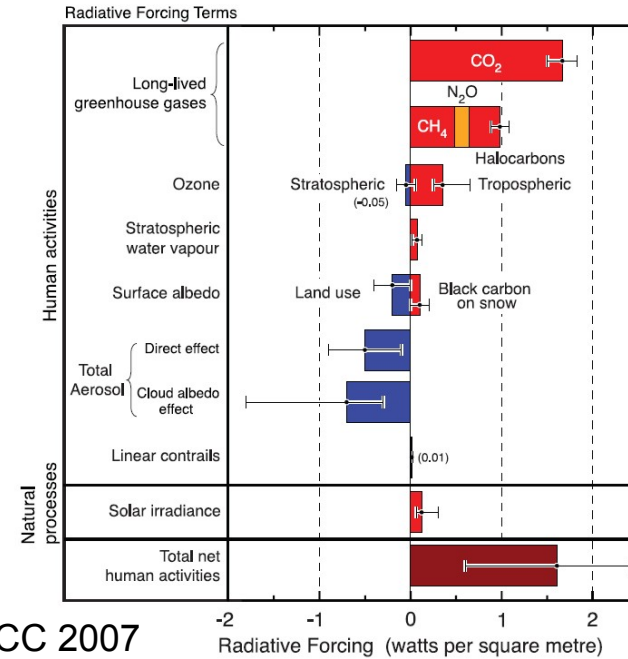 Radiative Forcing Terms
CO2
Long-lived
greenhouse gases
N2O
CH4
Halocarbons
Ozone
Stratospheric
(-0.05)
Tropospheric
Stratospheric
water vapour
Human activities
Surface albedo
Land use
Black carbon
on snow
Total
Aerosol
Direct effect
Cloud albedo
effect
Linear contrails
(0.01)
Natural
processes
Solar irradiance
Total net
human activities
-2 -1 0 1 2
CC 2007
Radiative Forcing (watts per square metre)